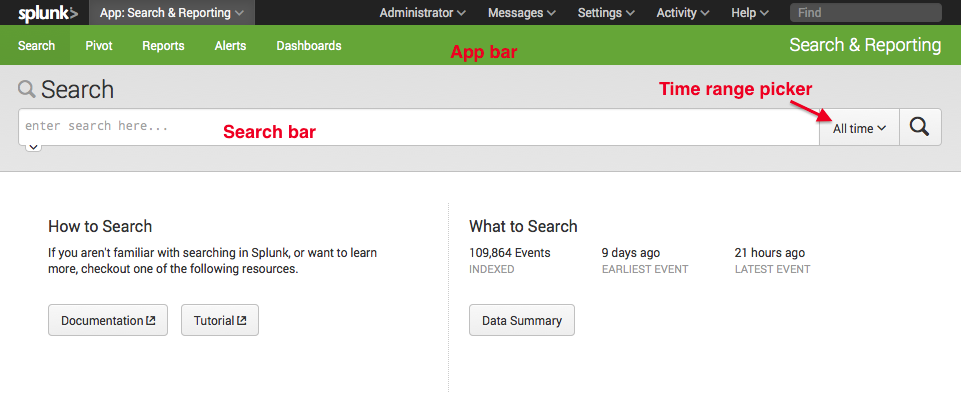 splunk> App: Search & Reporting Administrator Messages Settings Activity Help Find
Search Pivot Reports Alerts Dashboards App bar Search & Reporting
Search
Time range picker
enter search here... Search bar All time
How to Search
If you aren't familiar with searching in Splunk, or want to learn
more, checkout one of the following resources.
Documentation Tutorial
What to Search
109,864 Events 9 days ago 21 hours ago
INDEXED EARLIEST EVENT LATEST EVENT
Data Summary